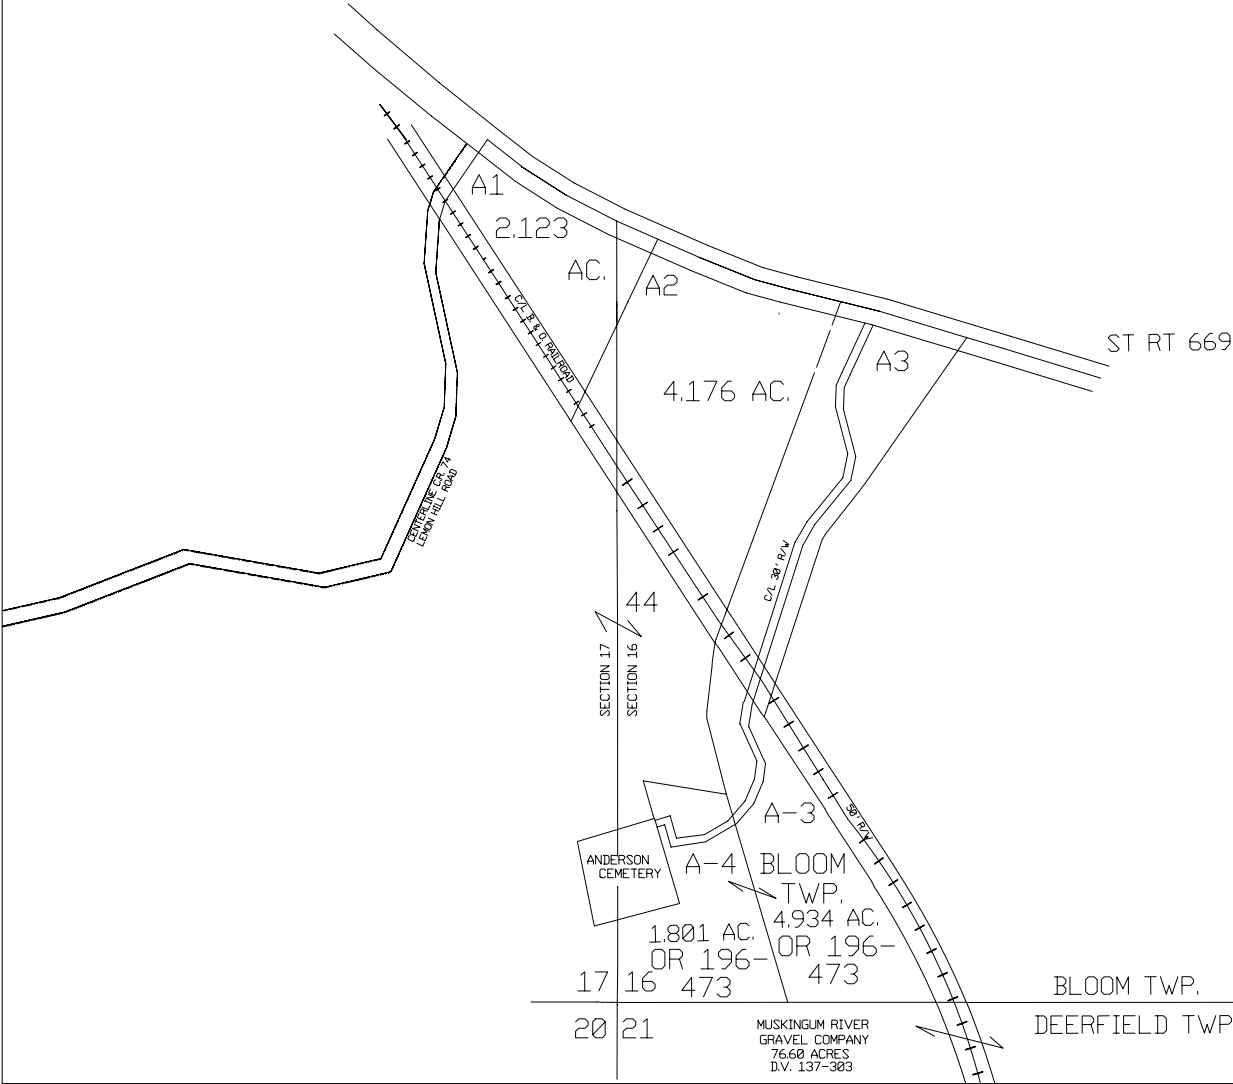 A1
2.123
AC.
A2
ST RT 669
C/L B. & O. RAILROAD
A3
4.176 AC.
CENTERLINE C.R. 74
LEMON HILL ROAD
C/L 30' R/W
44
SECTION 17
SECTION 16
A-3
50' R/W
ANDERSON
CEMETERY
A-4
BLOOM
TWP.
1.801 AC.
OR 196-
473
4.934 AC.
OR 196-
473
17 16
BLOOM TWP.
20 21
DEERFIELD TWP
MUSKINGUM RIVER
GRAVEL COMPANY
76.60 ACRES
D.V. 137-303